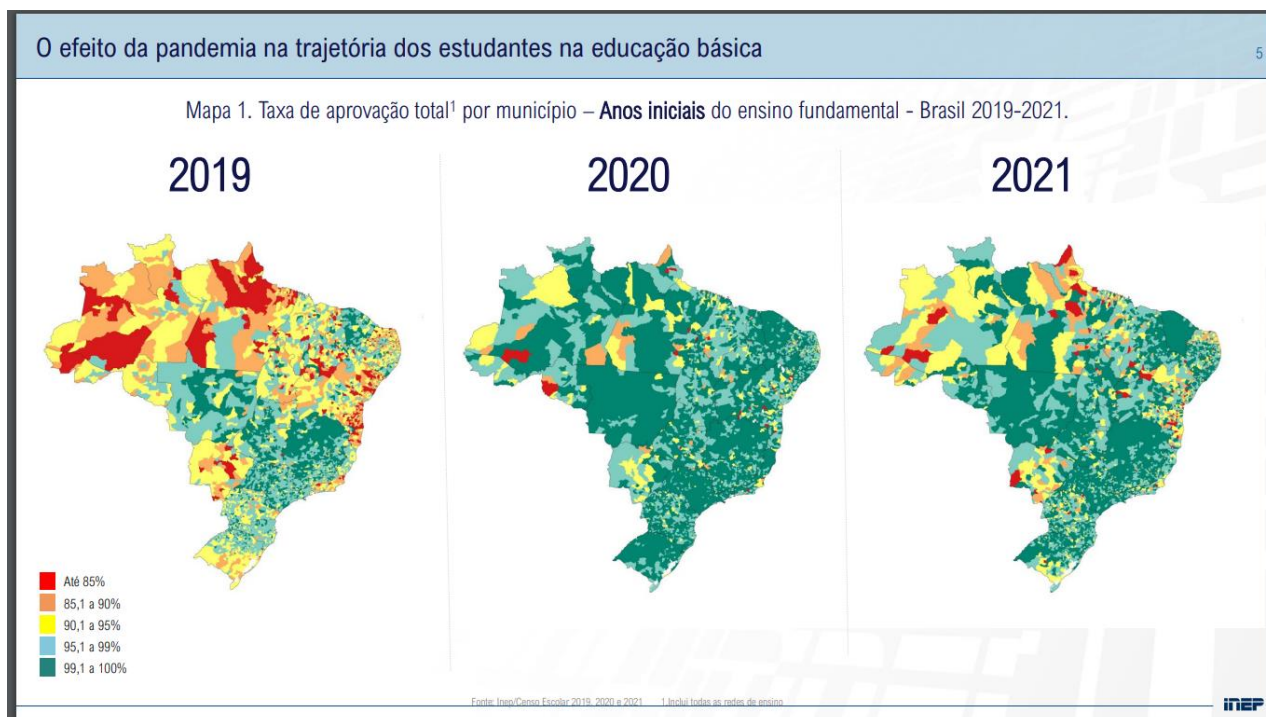 O efeito da pandemia na trajetória dos estudantes na educação básica
5
Mapa 1. Taxa de aprovação total¹ por município – Anos iniciais do ensino fundamental - Brasil 2019-2021.
2019
2020
2021
Até 85%
85,1 a 90%
90,1 a 95%
95,1 a 99%
99,1 a 100%
Fonte: Inep/Censo Escolar 2019, 2020 e 2021 1.Inclui todas as redes de ensino
inep